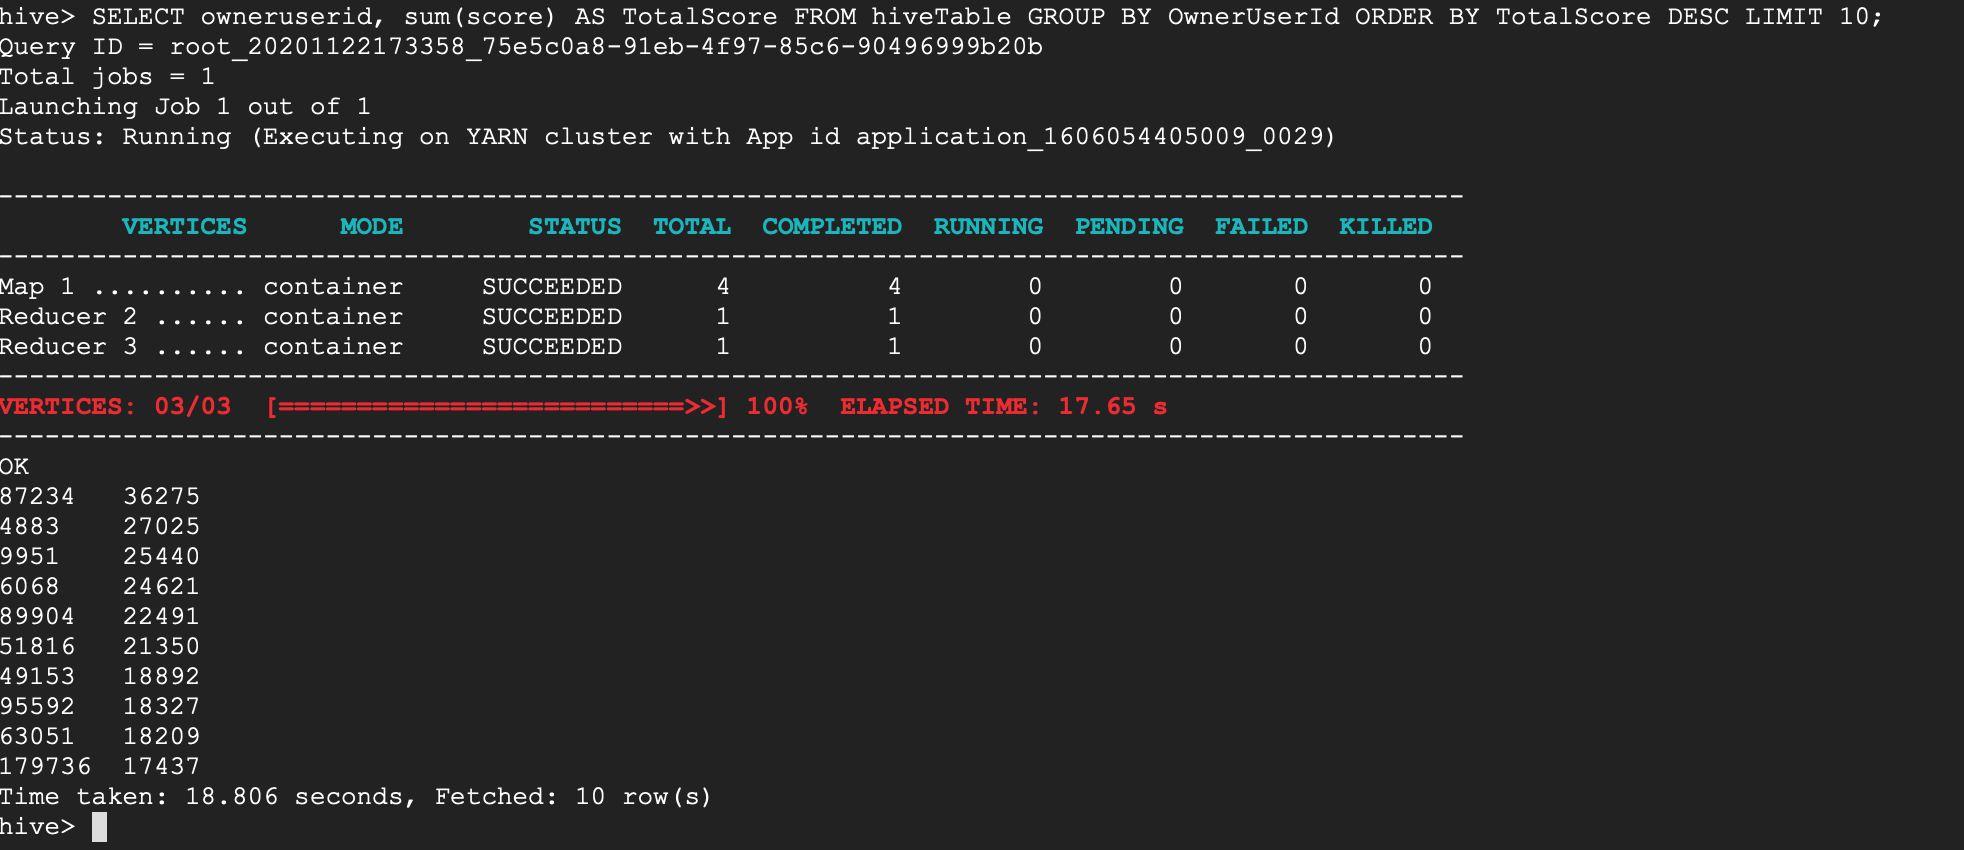 hive> SELECT owneruserid, sum(score) AS TotalScore FROM hiveTable GROUP BY OwnerUserId ORDER BY TotalScore DESC LIMIT 10;
Query ID = root_20201122173358_75e5c0a8-91eb-4f97-85c6-90496999b20b
Total jobs = 1
Launching Job 1 out of 1
Status: Running (Executing on YARN cluster with App id application_1606054405009_0029)
----------------------------------------------------------------------------------------------
VERTICES MODE STATUS TOTAL COMPLETED RUNNING PENDING FAILED KILLED
----------------------------------------------------------------------------------------------
Map 1 .......... container SUCCEEDED 4 4 0 0 0 0
Reducer 2 ...... container SUCCEEDED 1 1 0 0 0 0
Reducer 3 ...... container SUCCEEDED 1 1 0 0 0 0
----------------------------------------------------------------------------------------------
VERTICES: 03/03 [==========================>>] 100% ELAPSED TIME: 17.65 s
----------------------------------------------------------------------------------------------
OK
87234 36275
4883 27025
9951 25440
6068 24621
89904 22491
51816 21350
49153 18892
95592 18327
63051 18209
179736 17437
Time taken: 18.806 seconds, Fetched: 10 row(s)
hive>